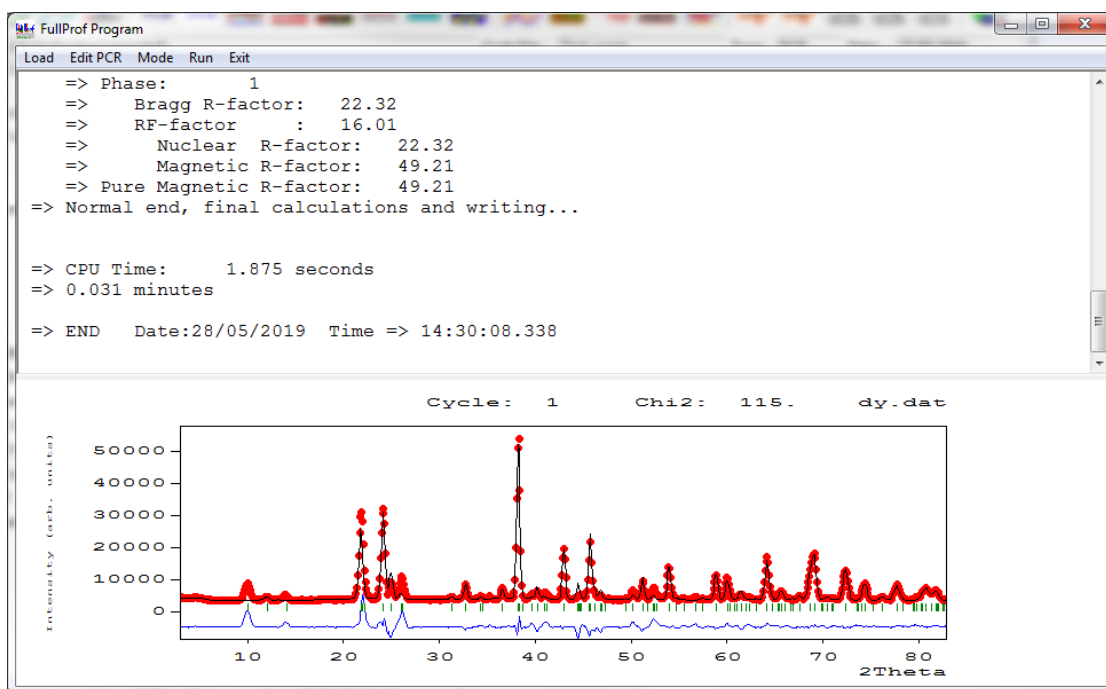 FullProf Program
Load Edit PCR Mode Run Exit
=> Phase: 1
=> Bragg R-factor: 22.32
=> RF-factor : 16.01
=> Nuclear R-factor: 22.32
=> Magnetic R-factor: 49.21
=> Pure Magnetic R-factor: 49.21
=> Normal end, final calculations and writing...
=> CPU Time: 1.875 seconds
=> 0.031 minutes
=> END Date:28/05/2019 Time => 14:30:08.338
Cycle: 1 Chi2: 115. dy.dat
Intensity (arb. units)
50000
40000
30000
20000
10000
0
10 20 30 40 50 60 70 80
2Theta